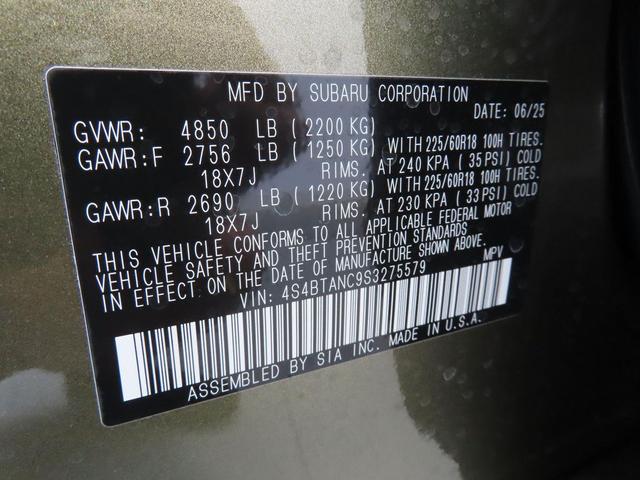 MFD BY SUBARU CORPORATION
DATE: 06/25
GVWR: 4850 LB (2200 KG)
GAWR:F 2756 LB (1250 KG) WITH 225/60R18 100H TIRES.
18X7J RIMS. AT 240 KPA (35 PSI) COLD
GAWR:R 2690 LB (1220 KG) WITH 225/60R18 100H TIRES.
18X7J RIMS. AT 230 KPA (33 PSI) COLD
THIS VEHICLE CONFORMS TO ALL APPLICABLE FEDERAL MOTOR
VEHICLE SAFETY AND THEFT PREVENTION STANDARDS
IN EFFECT ON THE DATE OF MANUFACTURE SHOWN ABOVE.
VIN: 4S4BTANC9S3275579 MPV
ASSEMBLED BY SIA INC. MADE IN U.S.A.